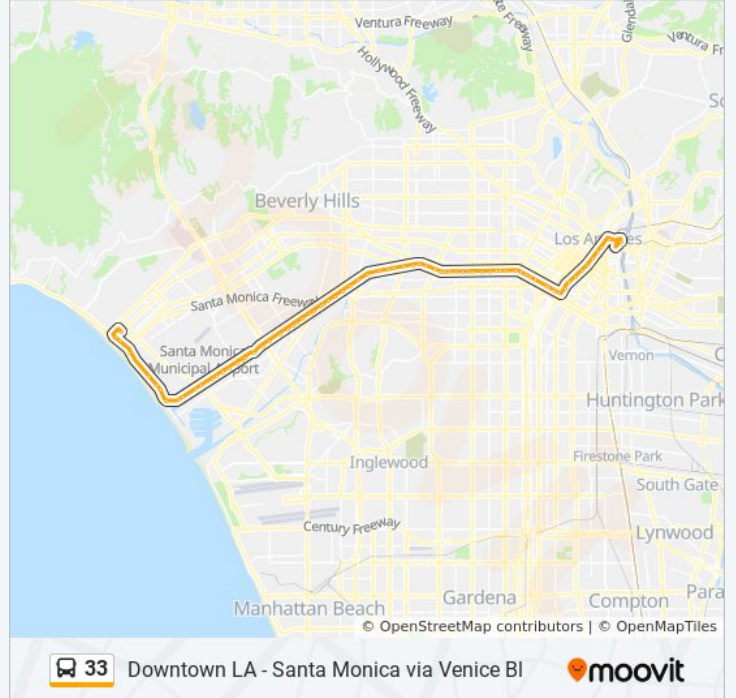 Ventura Freeway
Hollywood Freeway
Beverly Hills
Los Angeles
Santa Monica Freeway
Santa Monica
Municipal Airport
Vernon
Huntington Park
Inglewood
Firestone Park
South Gate
Century Freeway
Lynwood
Manhattan Beach
Gardena
Compton
Para
© OpenStreetMap contributors | © OpenMapTiles
33 Downtown LA - Santa Monica via Venice Bl
moovit